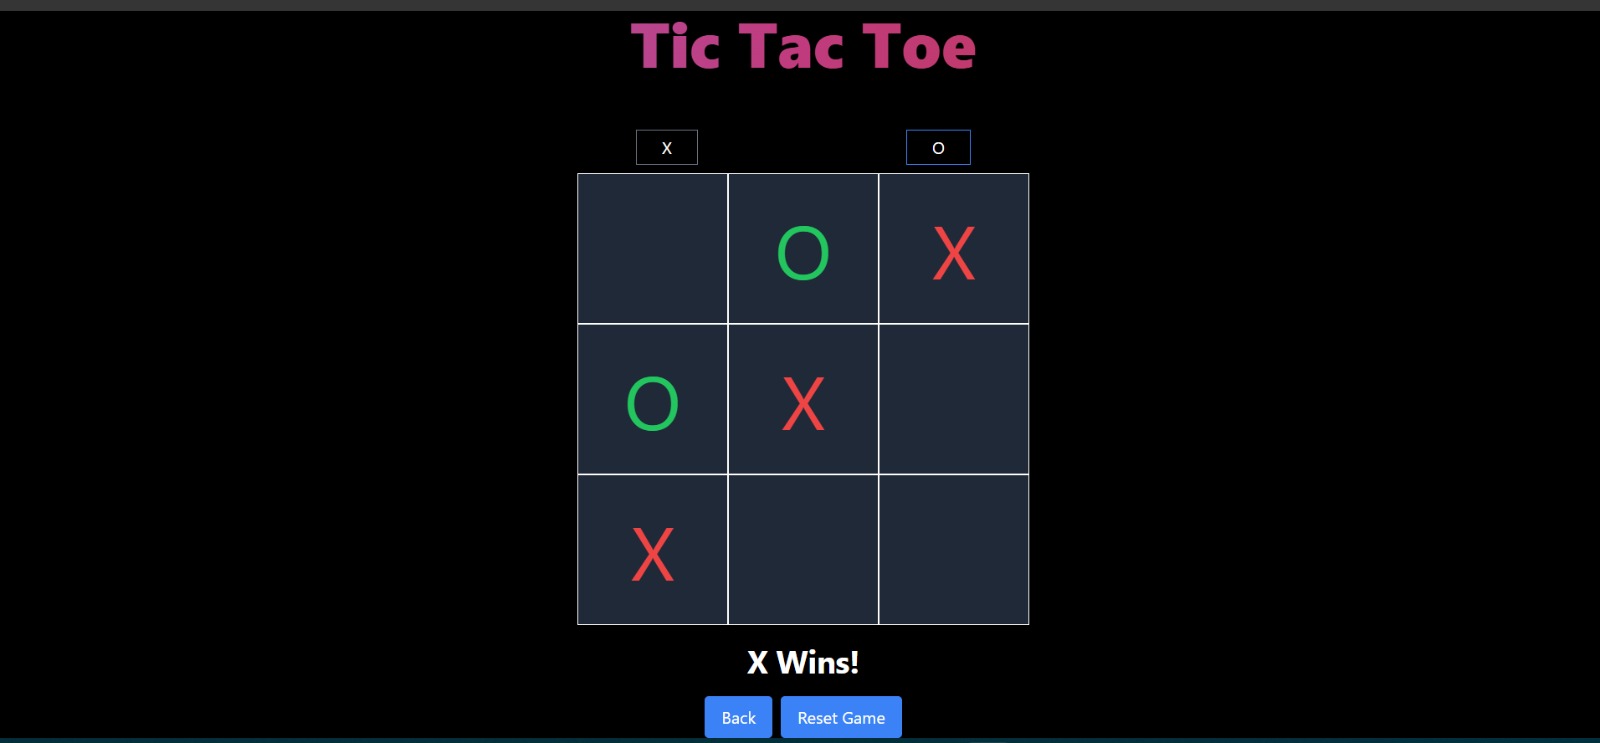 Tic Tac Toe
X O
O X
O X
X
X Wins!
Back Reset Game